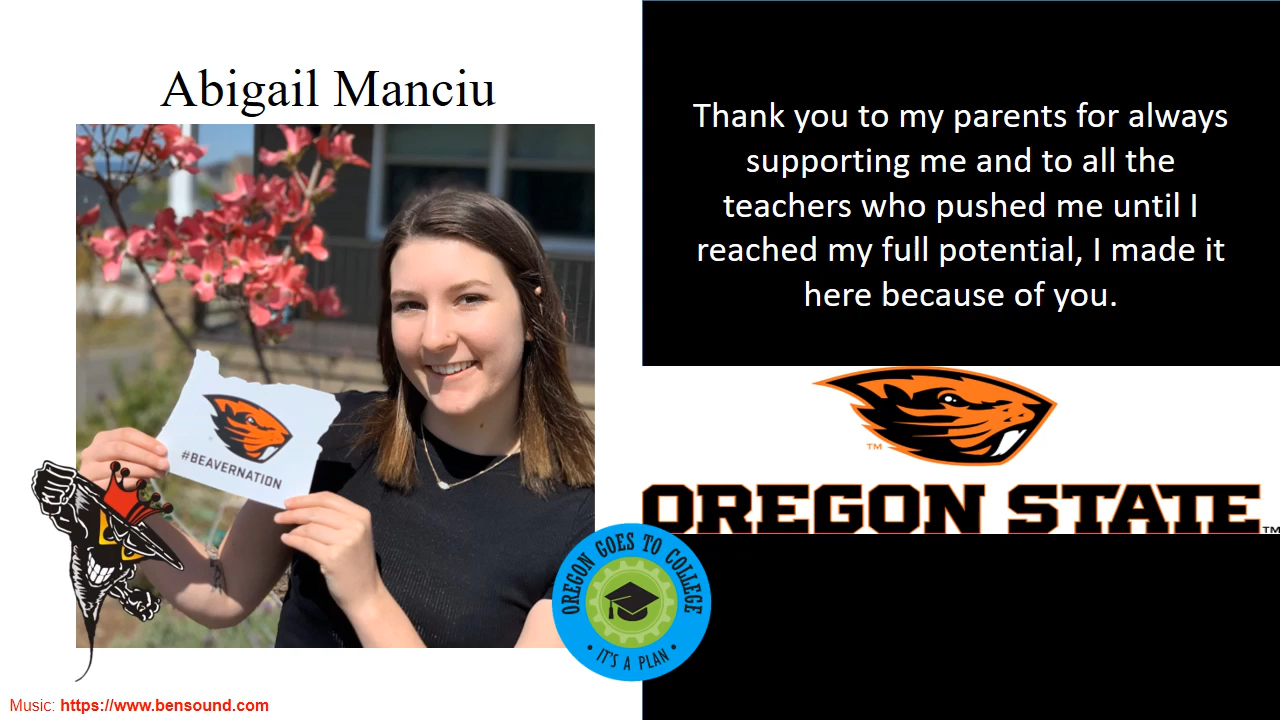 Abigail Manciu
#BEAVERNATION
Thank you to my parents for always
supporting me and to all the
teachers who pushed me until I
reached my full potential, I made it
here because of you.
TM
OREGON STATE TM
OREGON GOES TO COLLEGE
• IT'S A PLAN •
Music: https://www.bensound.com